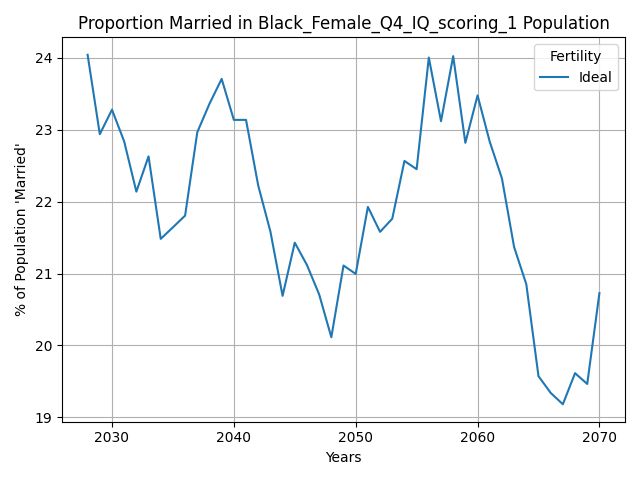 Proportion Married in Black_Female_Q4_IQ_scoring_1 Population
Fertility
Ideal
% of Population 'Married'
24
23
22
21
20
19
2030 2040 2050 2060 2070
Years